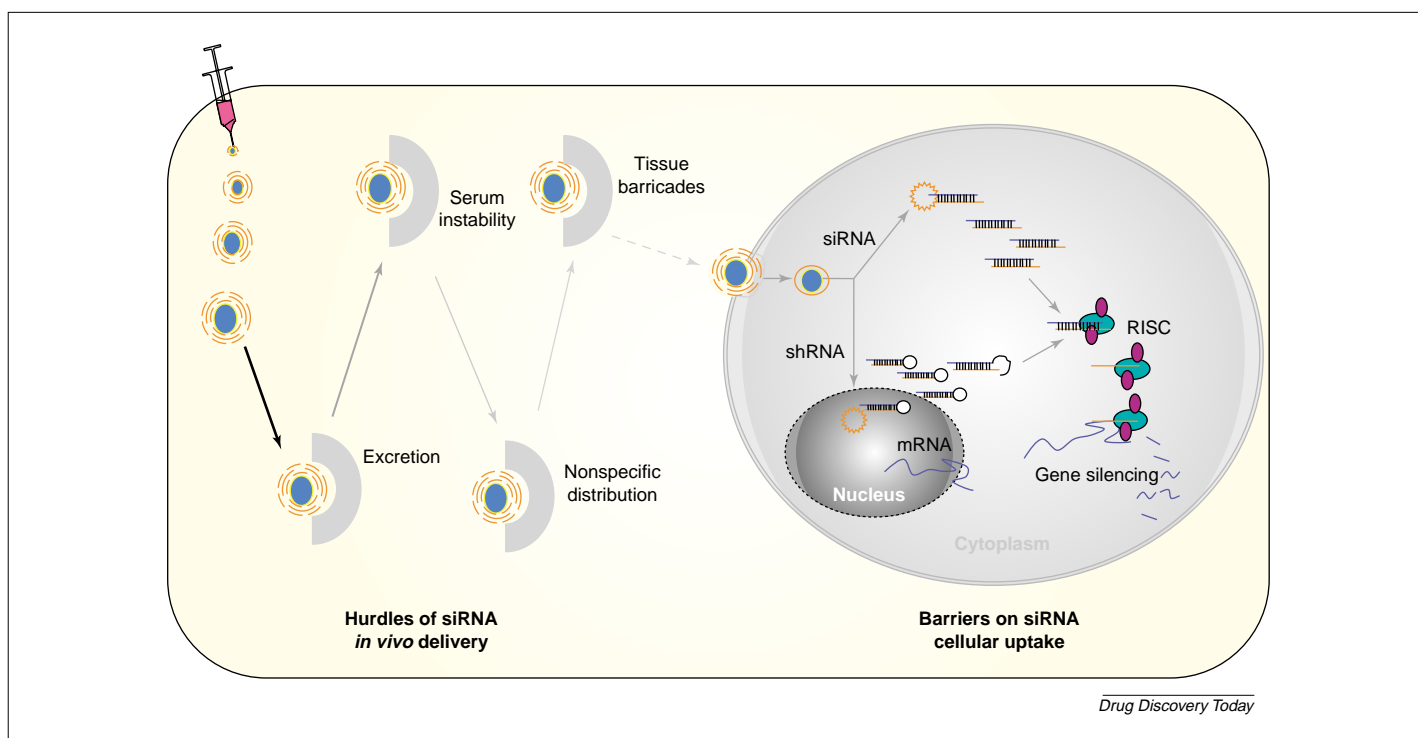 Tissue
barricades
Serum
instability
siRNA
RISC
shRNA
Excretion
mRNA
Nonspecific
distribution
Gene silencing
Nucleus
Cytoplasm
Hurdles of siRNA
in vivo delivery
Barriers on siRNA
cellular uptake
Drug Discovery Today